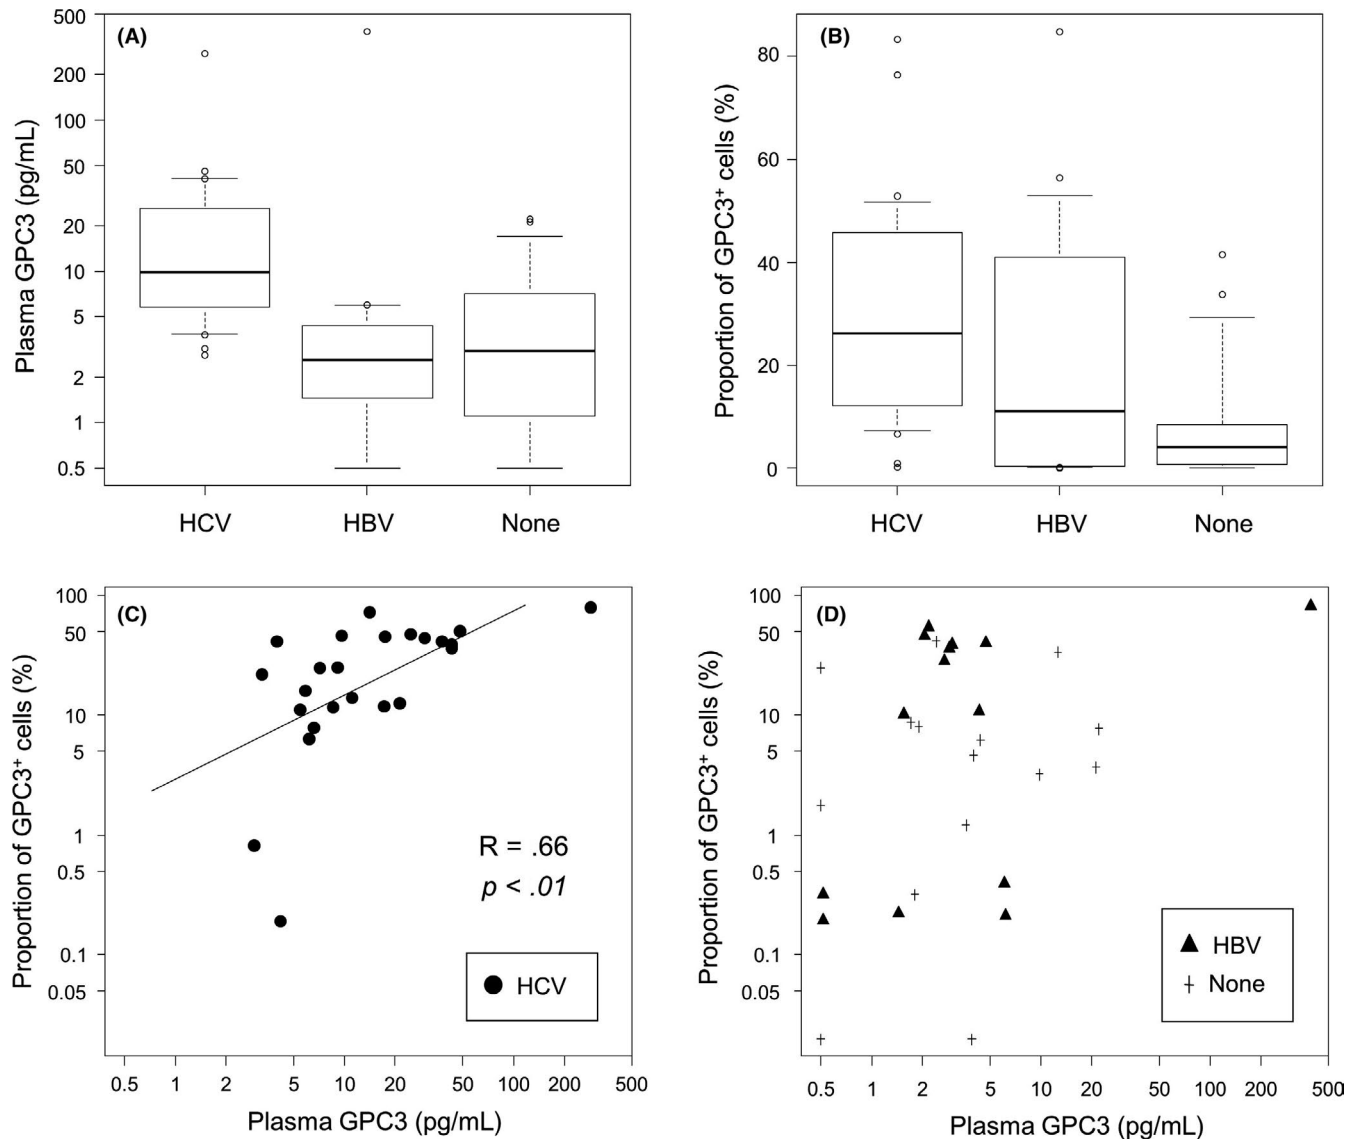 (A)
Plasma GPC3 (pg/mL)
500
200
100
50
20
10
5
2
1
0.5
HCV HBV None
(B)
Proportion of GPC3⁺ cells (%)
80
60
40
20
0
HCV HBV None
(C)
Proportion of GPC3⁺ cells (%)
100
50
10
5
1
0.5
0.1
0.05
R = .66
p < .01
HCV
0.5 1 2 5 10 20 50 100 200 500
Plasma GPC3 (pg/mL)
(D)
Proportion of GPC3⁺ cells (%)
100
50
10
5
1
0.5
0.1
0.05
HBV
None
0.5 1 2 5 10 20 50 100 500
Plasma GPC3 (pg/mL)